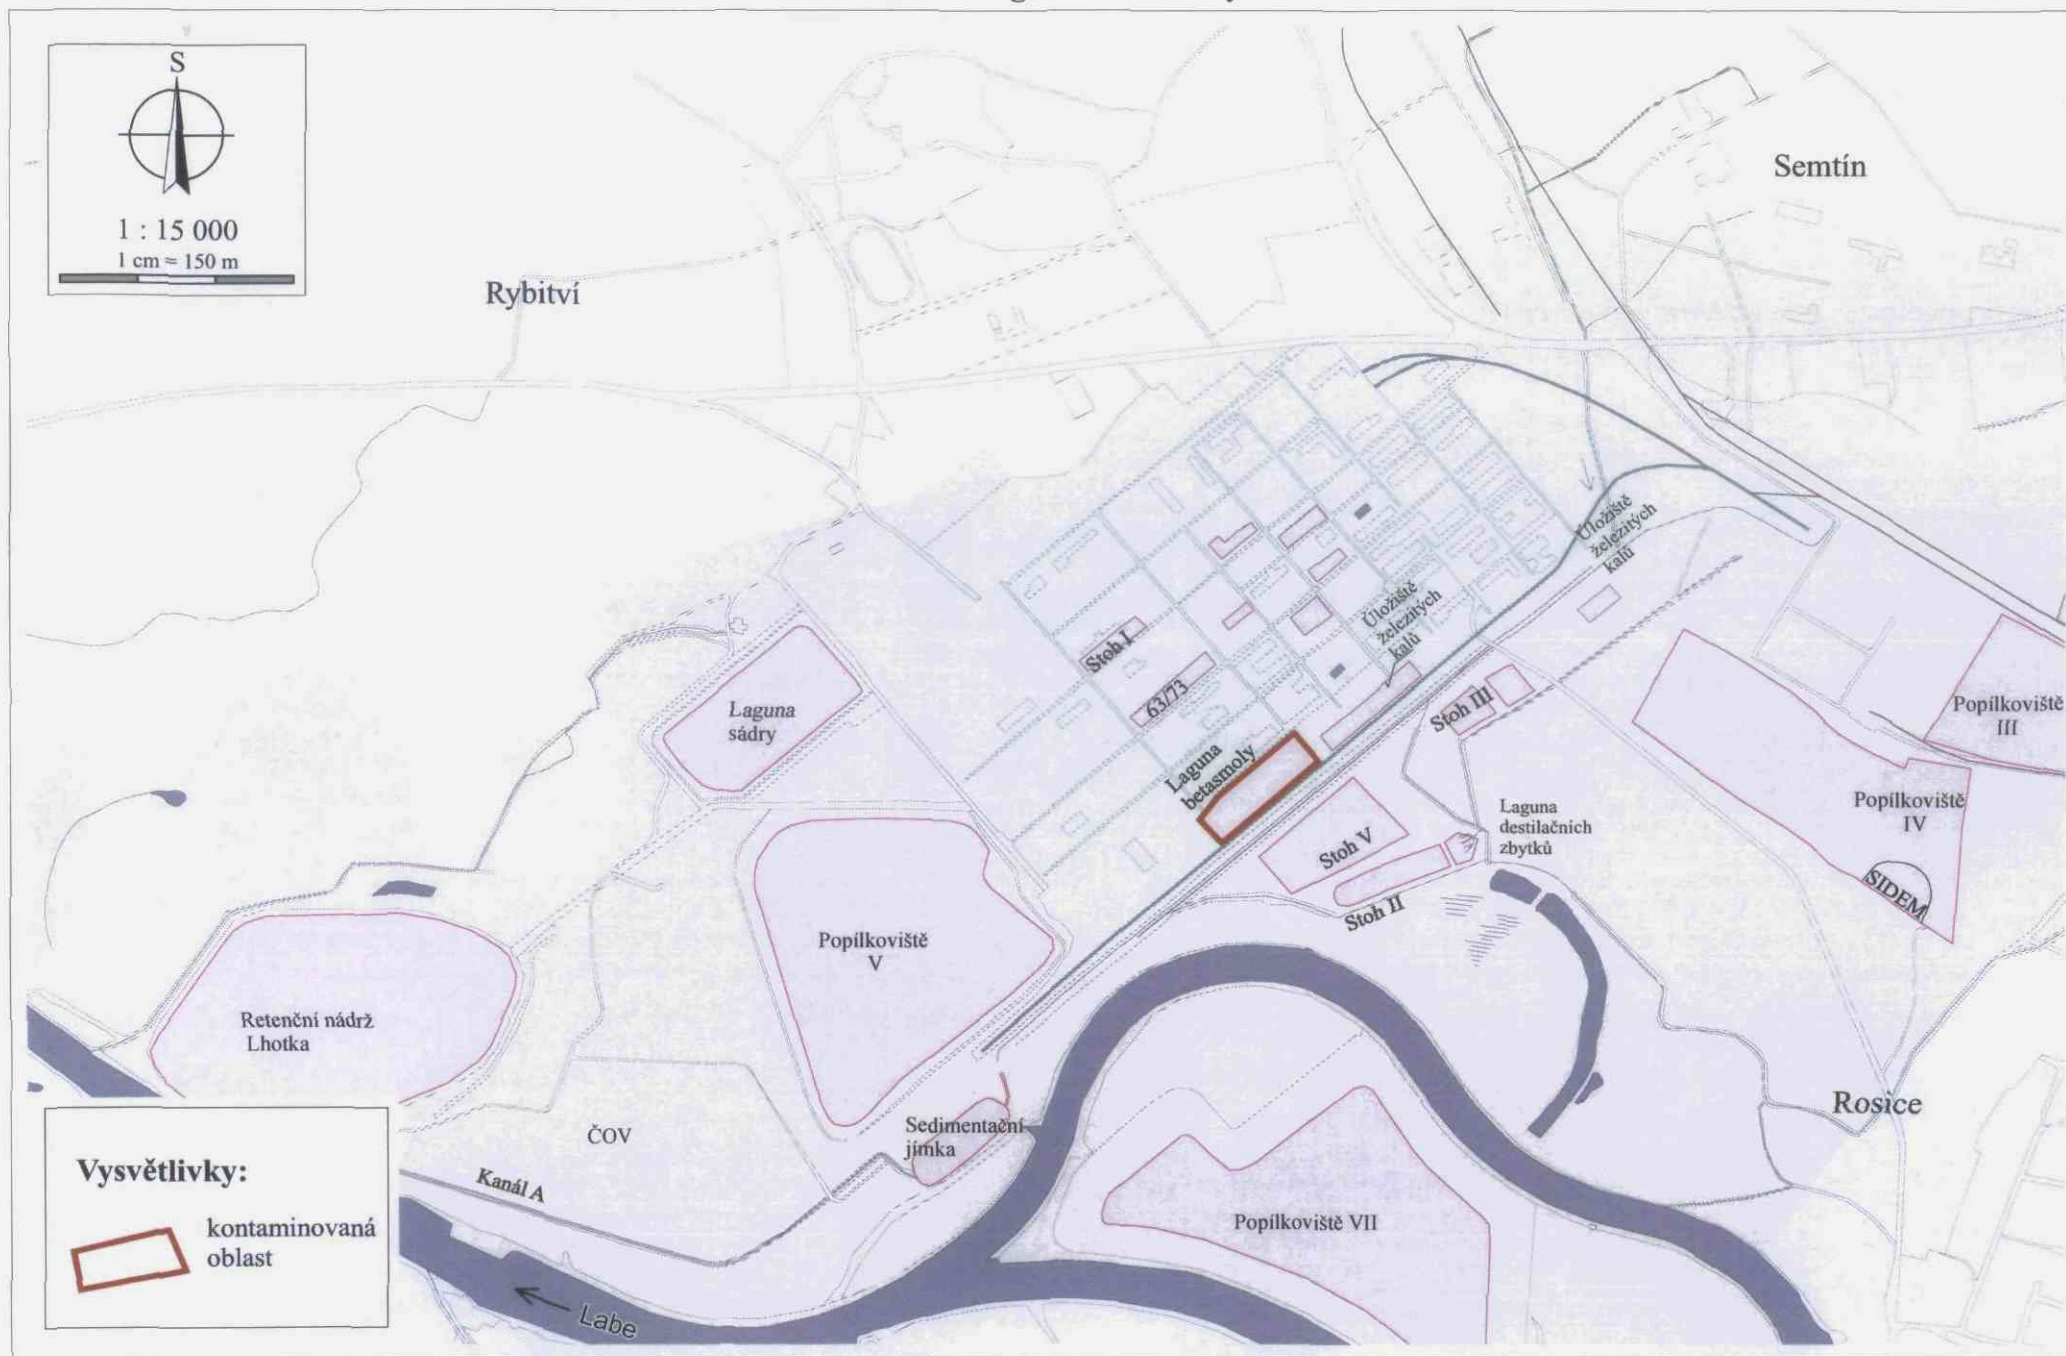 S
1 : 15 000
1 cm = 150 m
Semtín
Rybitví
Úložiště
železitých
kalů
Úložiště
železitých
kalů
Stoh I
63/73
Stoh III
Laguna
sádry
Laguna
betasmoly
Popílkoviště
III
Popílkoviště
IV
Laguna
destilačních
zbytků
Stoh V
SIDEM
Stoh II
Popílkoviště
V
Retenční nádrž
Lhotka
Rosice
Sedimentační
jímka
ČOV
Kanál A
Popílkoviště VII
Labe
Vysvětlivky:
kontaminovaná
oblast